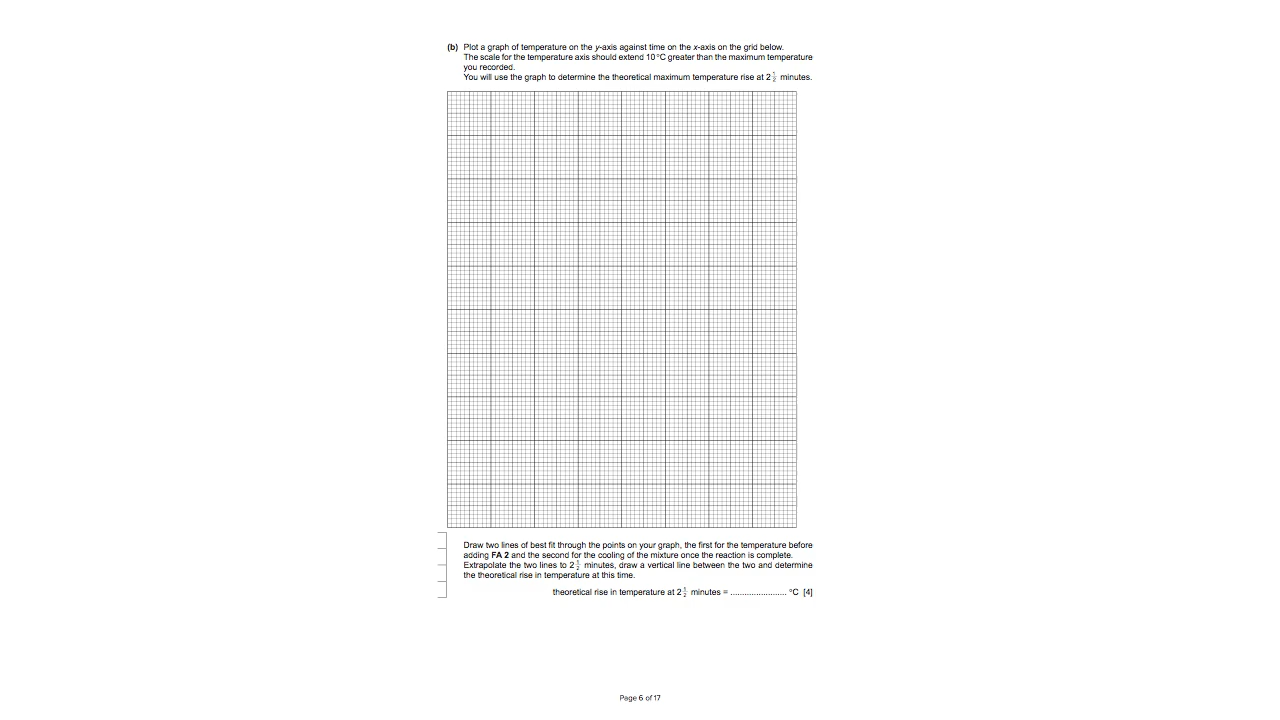 (b) Plot a graph of temperature on the y-axis against time on the x-axis on the grid below.
The scale for the temperature axis should extend 10 °C greater than the maximum temperature
you recorded.
You will use the graph to determine the theoretical maximum temperature rise at 2 1/2 minutes.
Draw two lines of best fit through the points on your graph, the first for the temperature before
adding FA 2 and the second for the cooling of the mixture once the reaction is complete.
Extrapolate the two lines to 2 1/2 minutes, draw a vertical line between the two and determine
the theoretical rise in temperature at this time.
theoretical rise in temperature at 2 1/2 minutes = ........................ °C [4]
Page 6 of 17